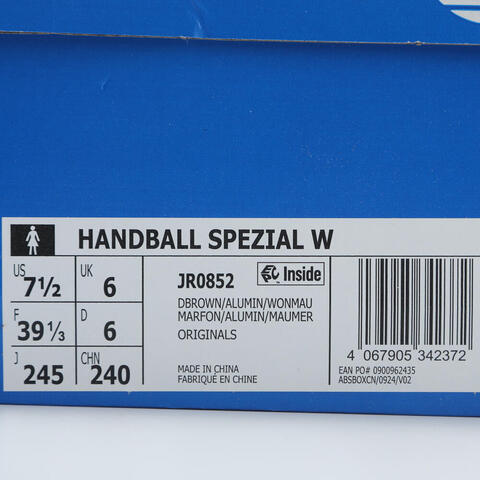 HANDBALL SPEZIAL W
US 7½ UK 6
F 39⅓ D 6
J 245 CHN 240
JR0852
Inside
DBROWN/ALUMIN/WONMAU
MARFON/ALUMIN/MAUMER
ORIGINALS
MADE IN CHINA
FABRIQUÉ EN CHINE
4 067905 342372
EAN PO# 0900962435
ABSBOXCN/0924/V02